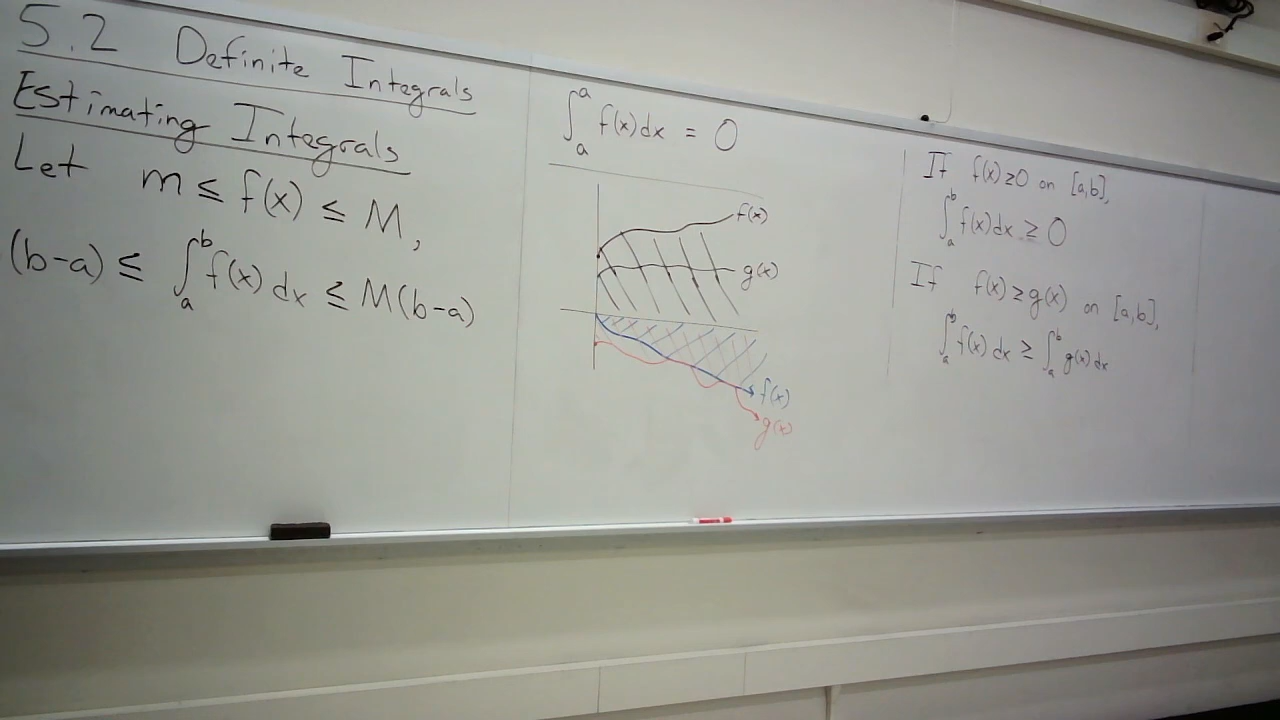 5.2 Definite Integrals
Estimating Integrals
Let m ≤ f(x) ≤ M,
(b-a) ≤ ∫_a^b f(x) dx ≤ M(b-a)
∫_a^a f(x)dx = 0
f(x)
g(x)
f(x)
g(x)
If f(x) ≥ 0 on [a,b],
∫_a^b f(x)dx ≥ 0
If f(x) ≥ g(x) on [a,b],
∫_a^b f(x) dx ≥ ∫_a^b g(x) dx